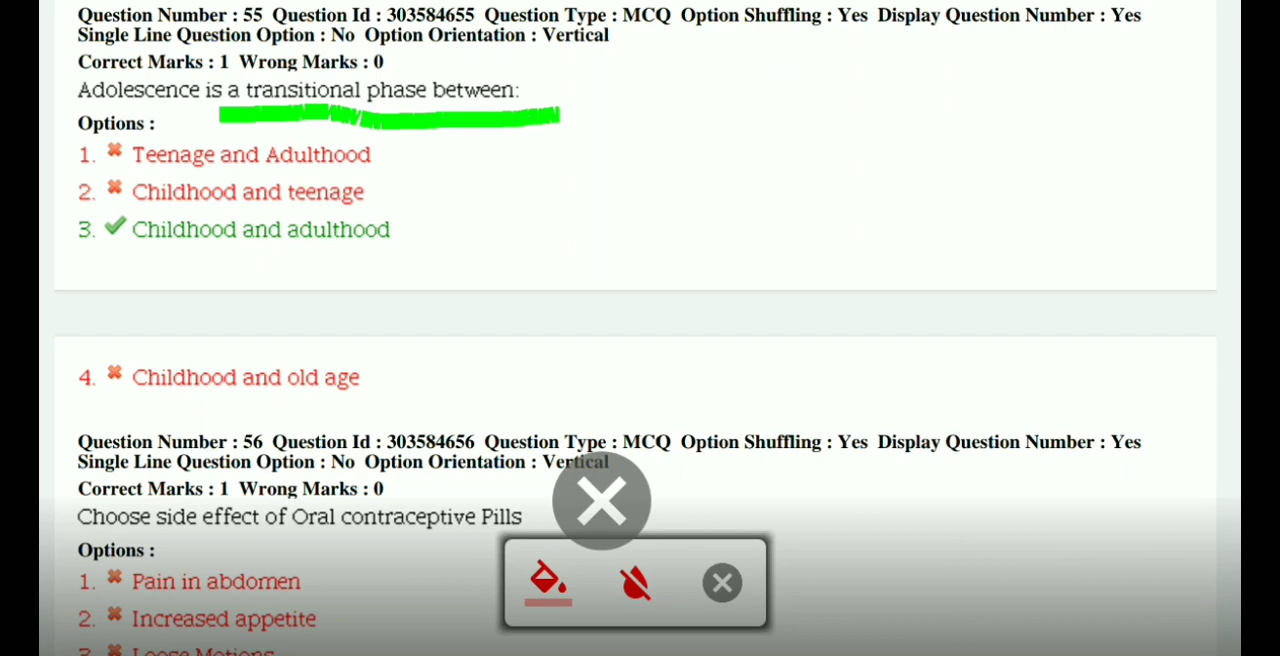 Question Number : 55 Question Id : 303584655 Question Type : MCQ Option Shuffling : Yes Display Question Number : Yes
Single Line Question Option : No Option Orientation : Vertical
Correct Marks : 1 Wrong Marks : 0
Adolescence is a transitional phase between:
Options :
1. Teenage and Adulthood
2. Childhood and teenage
3. Childhood and adulthood
4. Childhood and old age
Question Number : 56 Question Id : 303584656 Question Type : MCQ Option Shuffling : Yes Display Question Number : Yes
Single Line Question Option : No Option Orientation : Vertical
Correct Marks : 1 Wrong Marks : 0
Choose side effect of Oral contraceptive Pills
Options :
1. Pain in abdomen
2. Increased appetite
3. Loose Motions